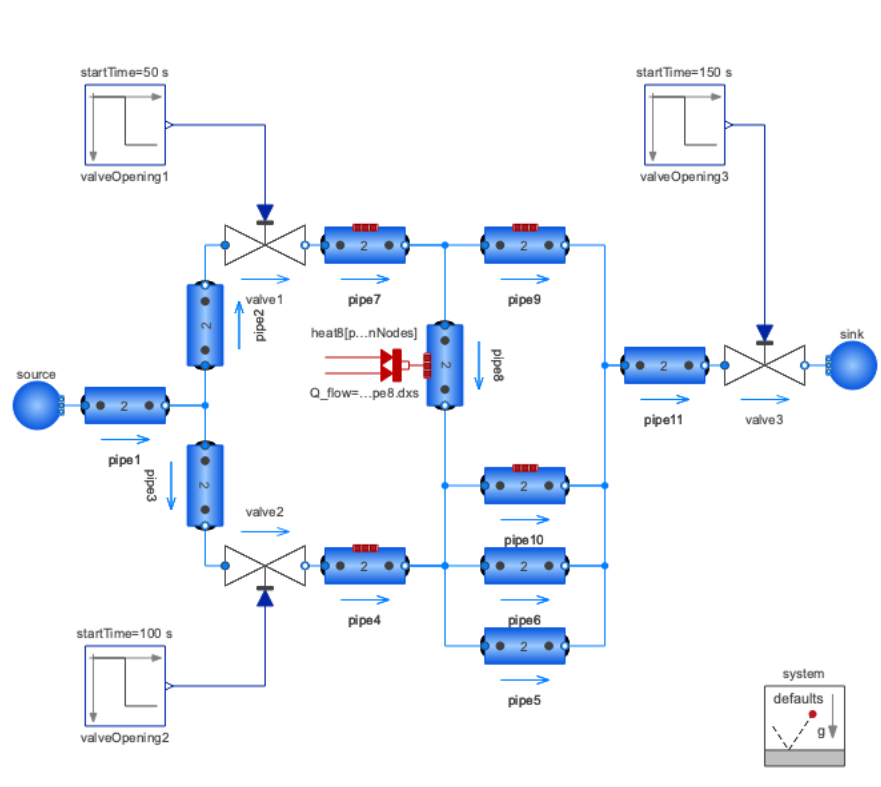 startTime=50 s
startTime=150 s
valveOpening1
valveOpening3
2
2
valve1
pipe7
pipe9
2
pipe2
heat8[p...nNodes]
Q_flow=...pe8.dxs
2
pipe8
sink
2
pipe11
valve3
source
2
pipe1
2
pipe3
valve2
2
pipe10
2
pipe4
2
pipe6
2
pipe5
startTime=100 s
valveOpening2
system
defaults
g